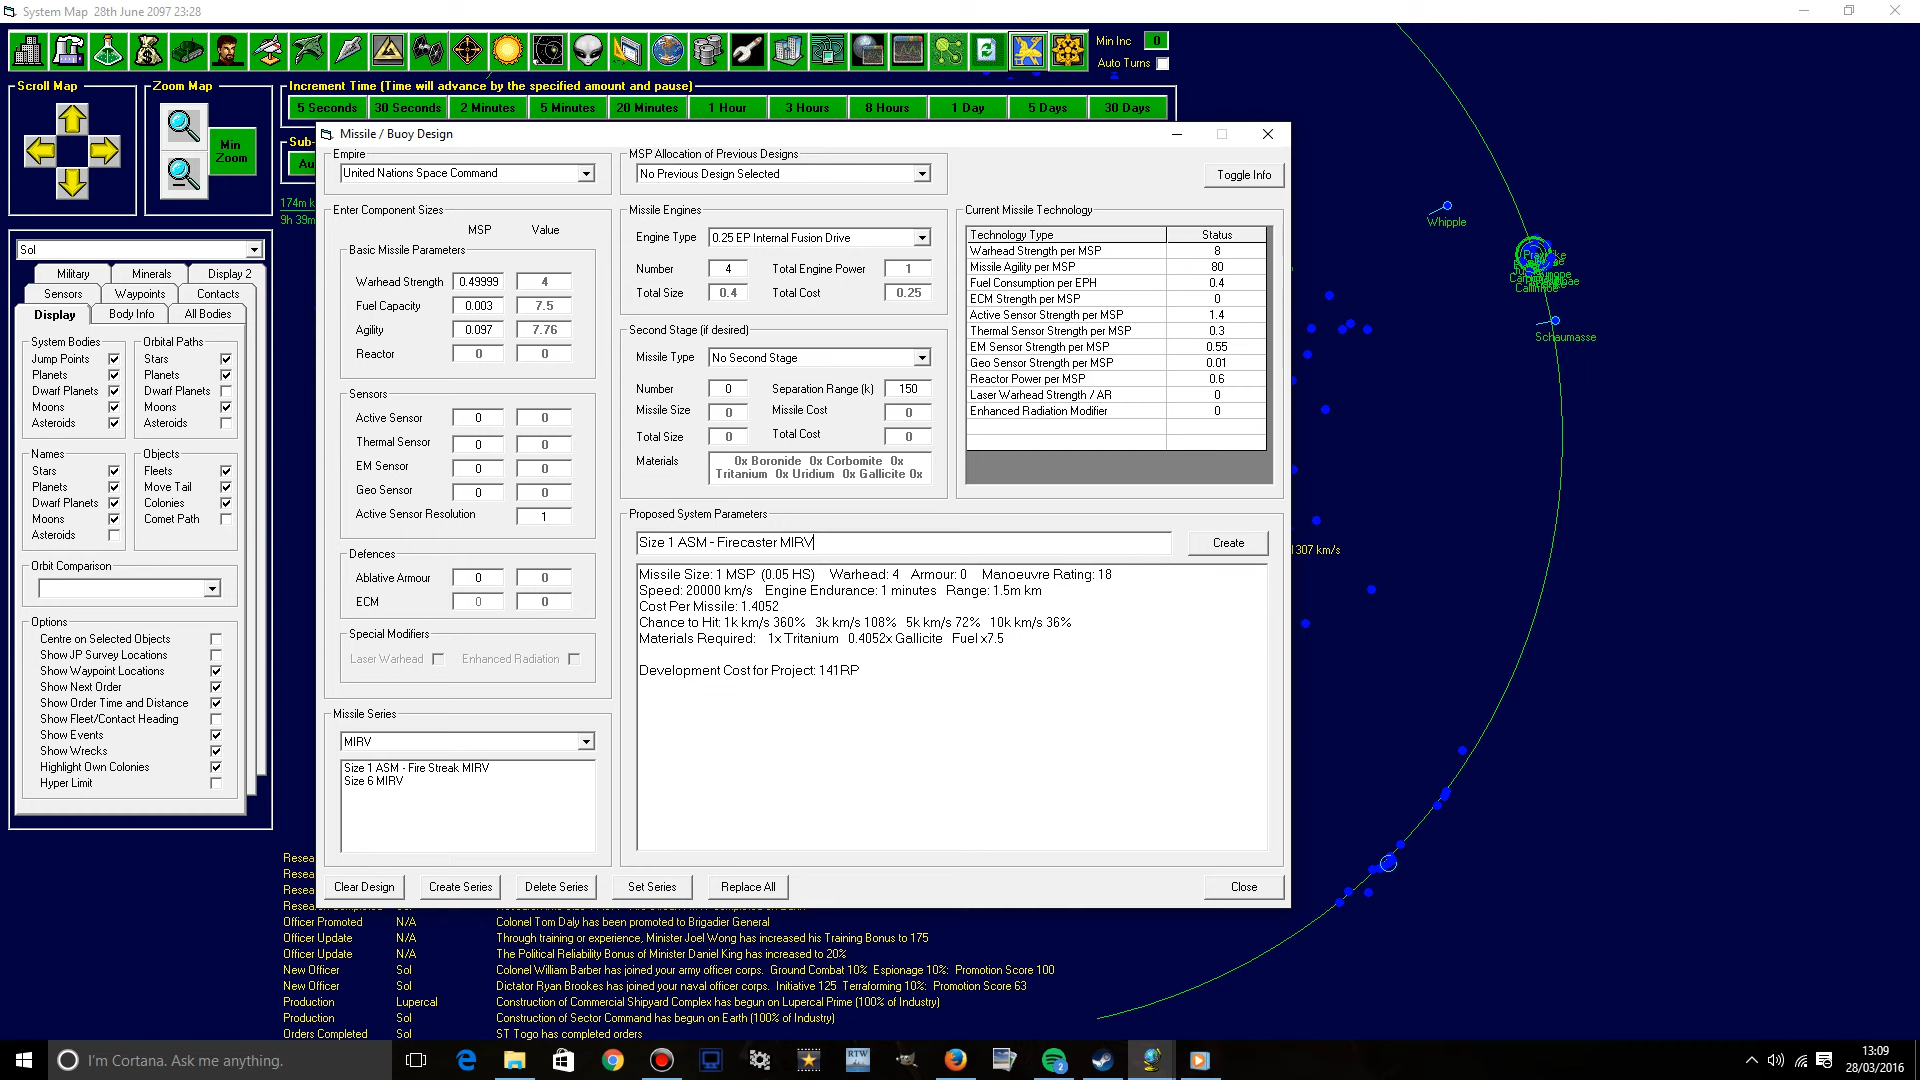 System Map  28th June 2097 23:28
Min Inc 0
Auto Turns
Scroll Map
Zoom Map
Min Zoom
Increment Time (Time will advance by the specified amount and pause)
5 Seconds 30 Seconds 2 Minutes 5 Minutes 20 Minutes 1 Hour 3 Hours 8 Hours 1 Day 5 Days 30 Days
Sub-
Au
174m k
9h 39m
Sol
Military Minerals Display 2
Sensors Waypoints Contacts
Display Body Info All Bodies
System Bodies
Jump Points
Planets
Dwarf Planets
Moons
Asteroids
Orbital Paths
Stars
Planets
Dwarf Planets
Moons
Asteroids
Names
Stars
Planets
Dwarf Planets
Moons
Asteroids
Objects
Fleets
Move Tail
Colonies
Comet Path
Orbit Comparison
Options
Centre on Selected Objects
Show JP Survey Locations
Show Waypoint Locations
Show Next Order
Show Order Time and Distance
Show Fleet/Contact Heading
Show Events
Show Wrecks
Highlight Own Colonies
Hyper Limit
Missile / Buoy Design
Empire
United Nations Space Command
MSP Allocation of Previous Designs
No Previous Design Selected
Toggle Info
Enter Component Sizes
MSP Value
Basic Missile Parameters
Warhead Strength 0.49999 4
Fuel Capacity 0.003 7.5
Agility 0.097 7.76
Reactor 0 0
Sensors
Active Sensor 0 0
Thermal Sensor 0 0
EM Sensor 0 0
Geo Sensor 0 0
Active Sensor Resolution 1
Defences
Ablative Armour 0 0
ECM 0 0
Special Modifiers
Laser Warhead Enhanced Radiation
Missile Series
MIRV
Size 1 ASM - Fire Streak MIRV
Size 6 MIRV
Missile Engines
Engine Type 0.25 EP Internal Fusion Drive
Number 4 Total Engine Power 1
Total Size 0.4 Total Cost 0.25
Second Stage (if desired)
Missile Type No Second Stage
Number 0 Separation Range (k) 150
Missile Size 0 Missile Cost 0
Total Size 0 Total Cost 0
Materials 0x Boronide  0x Corbomite  0x
Tritanium  0x Uridium  0x Gallicite 0x
Current Missile Technology
Technology Type Status
Warhead Strength per MSP 8
Missile Agility per MSP 80
Fuel Consumption per EPH 0.4
ECM Strength per MSP 0
Active Sensor Strength per MSP 1.4
Thermal Sensor Strength per MSP 0.3
EM Sensor Strength per MSP 0.55
Geo Sensor Strength per MSP 0.01
Reactor Power per MSP 0.6
Laser Warhead Strength / AR 0
Enhanced Radiation Modifier 0
Proposed System Parameters
Size 1 ASM - Firecaster MIRV
Create
Missile Size: 1 MSP  (0.05 HS)    Warhead: 4    Armour: 0    Manoeuvre Rating: 18
Speed: 20000 km/s    Engine Endurance: 1 minutes    Range: 1.5m km
Cost Per Missile: 1.4052
Chance to Hit: 1k km/s 360%   3k km/s 108%   5k km/s 72%   10k km/s 36%
Materials Required:    1x Tritanium   0.4052x Gallicite   Fuel x7.5
Development Cost for Project: 141RP
Clear Design Create Series Delete Series Set Series Replace All Close
Whipple
Schaumasse
1307 km/s
Resea
Resea
Resea
Officer Promoted N/A Colonel Tom Daly has been promoted to Brigadier General
Officer Update N/A Through training or experience, Minister Joel Wong has increased his Training Bonus to 175
Officer Update N/A The Political Reliability Bonus of Minister Daniel King has increased to 20%
New Officer Sol Colonel William Barber has joined your army officer corps.  Ground Combat 10%  Espionage 10%:  Promotion Score 100
New Officer Sol Dictator Ryan Brookes has joined your naval officer corps.  Initiative 125  Terraforming 10%:  Promotion Score 63
Production Lupercal Construction of Commercial Shipyard Complex has begun on Lupercal Prime (100% of Industry)
Production Sol Construction of Sector Command has begun on Earth (100% of Industry)
Orders Completed Sol ST Togo has completed orders
I'm Cortana. Ask me anything.
RTW
2
13:09
28/03/2016